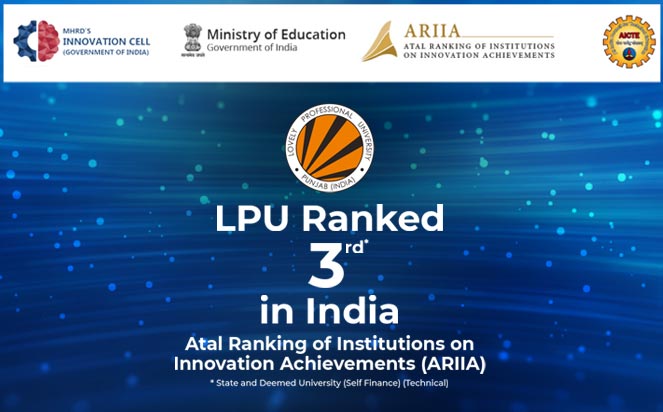 MHRD'S
INNOVATION CELL
(GOVERNMENT OF INDIA)
Ministry of Education
Government of India
ARIIA
ATAL RANKING OF INSTITUTIONS
ON INNOVATION ACHIEVEMENTS
AICTE
LOVELY PROFESSIONAL UNIVERSITY
PUNJAB (INDIA)
LPU Ranked
3rd*
in India
Atal Ranking of Institutions on
Innovation Achievements (ARIIA)
* State and Deemed University (Self Finance) (Technical)